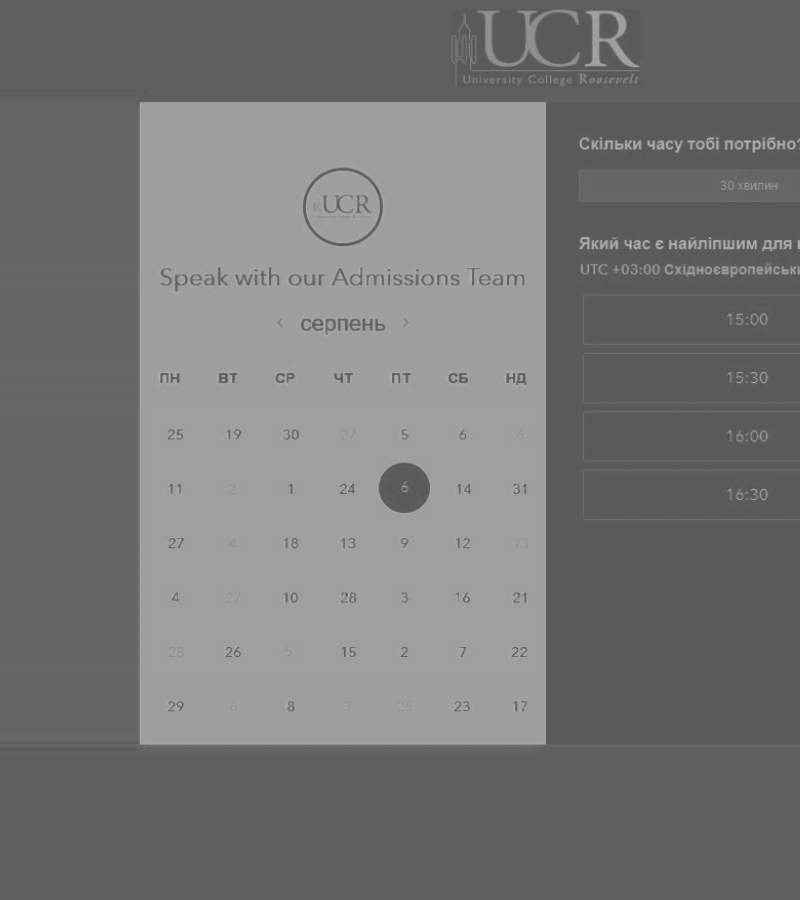 UCR
University College Roosevelt
UCR
Speak with our Admissions Team
< серпень >
ПН ВТ СР ЧТ ПТ СБ НД
25 19 30 27 5 6 6
11 2 1 24 6 14 31
27 4 18 13 9 12 13
4 27 10 28 3 16 21
28 26 5 15 2 7 22
29 6 8 3 25 23 17
Скільки часу тобі потрібно?
30 хвилин
Який час є найліпшим для
UTC +03:00
15:00
15:30
16:00
16:30